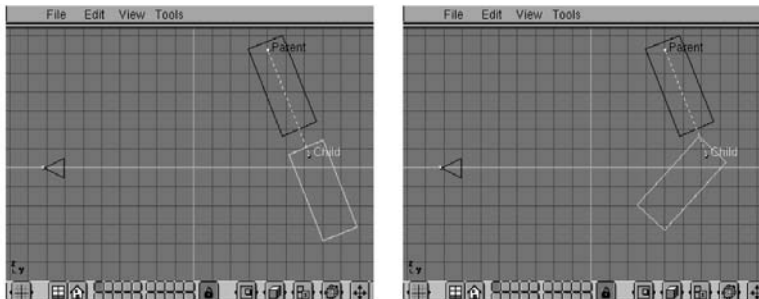 File Edit View Tools
Parent
Child
z
y
File Edit View Tools
Parent
Child
z
y